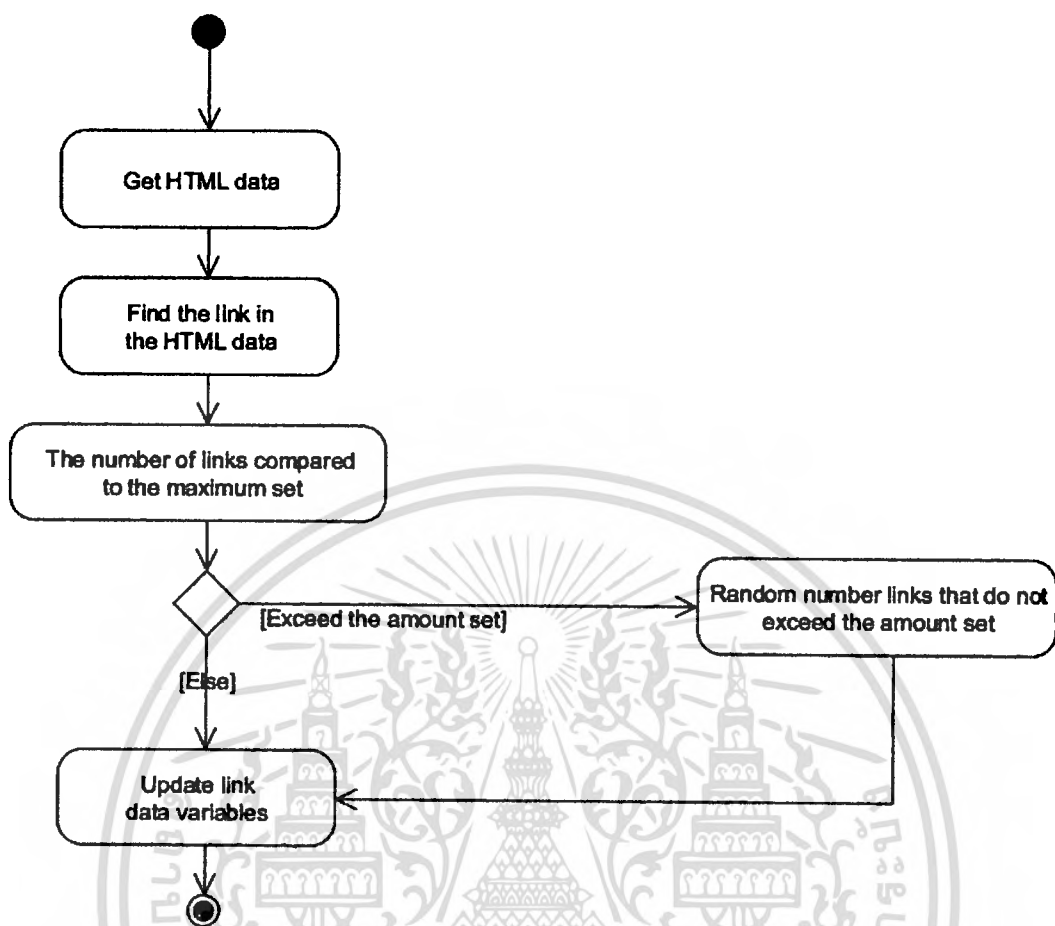 Get HTML data
Find the link in
the HTML data
The number of links compared
to the maximum set
[Exceed the amount set]
Random number links that do not
exceed the amount set
[Else]
Update link
data variables